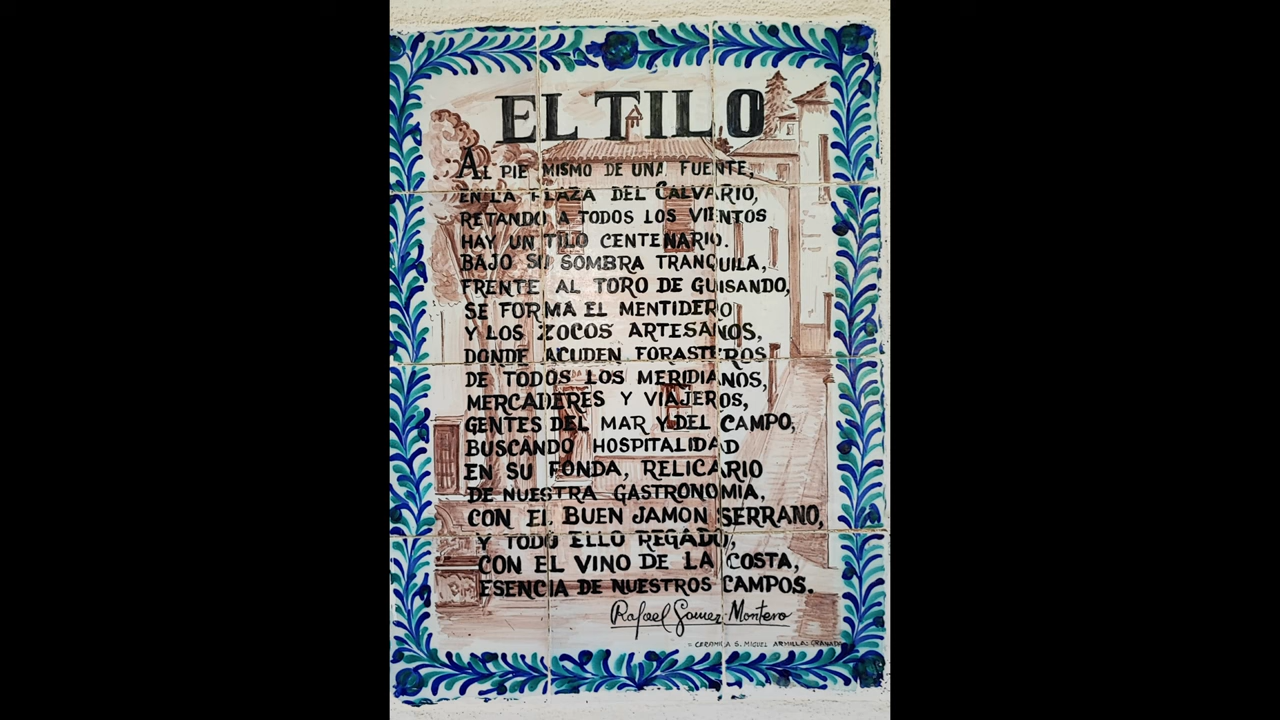 EL TILO
AL PIE MISMO DE UNA FUENTE,
EN LA PLAZA DEL CALVARIO,
RETANDO A TODOS LOS VIENTOS
HAY UN TILO CENTENARIO.
BAJO SU SOMBRA TRANQUILA,
FRENTE AL TORO DE GUISANDO,
SE FORMA EL MENTIDERO
Y LOS ZOCOS ARTESANOS,
DONDE ACUDEN FORASTEROS
DE TODOS LOS MERIDIANOS,
MERCADERES Y VIAJEROS,
GENTES DEL MAR Y DEL CAMPO,
BUSCANDO HOSPITALIDAD
EN SU FONDA, RELICARIO
DE NUESTRA GASTRONOMIA,
CON EL BUEN JAMON SERRANO,
Y TODO ELLO REGADO,
CON EL VINO DE LA COSTA,
ESENCIA DE NUESTROS CAMPOS.
Rafael Gomez-Montero
CERAMICA S. MIGUEL ARMILLA: GRANADA